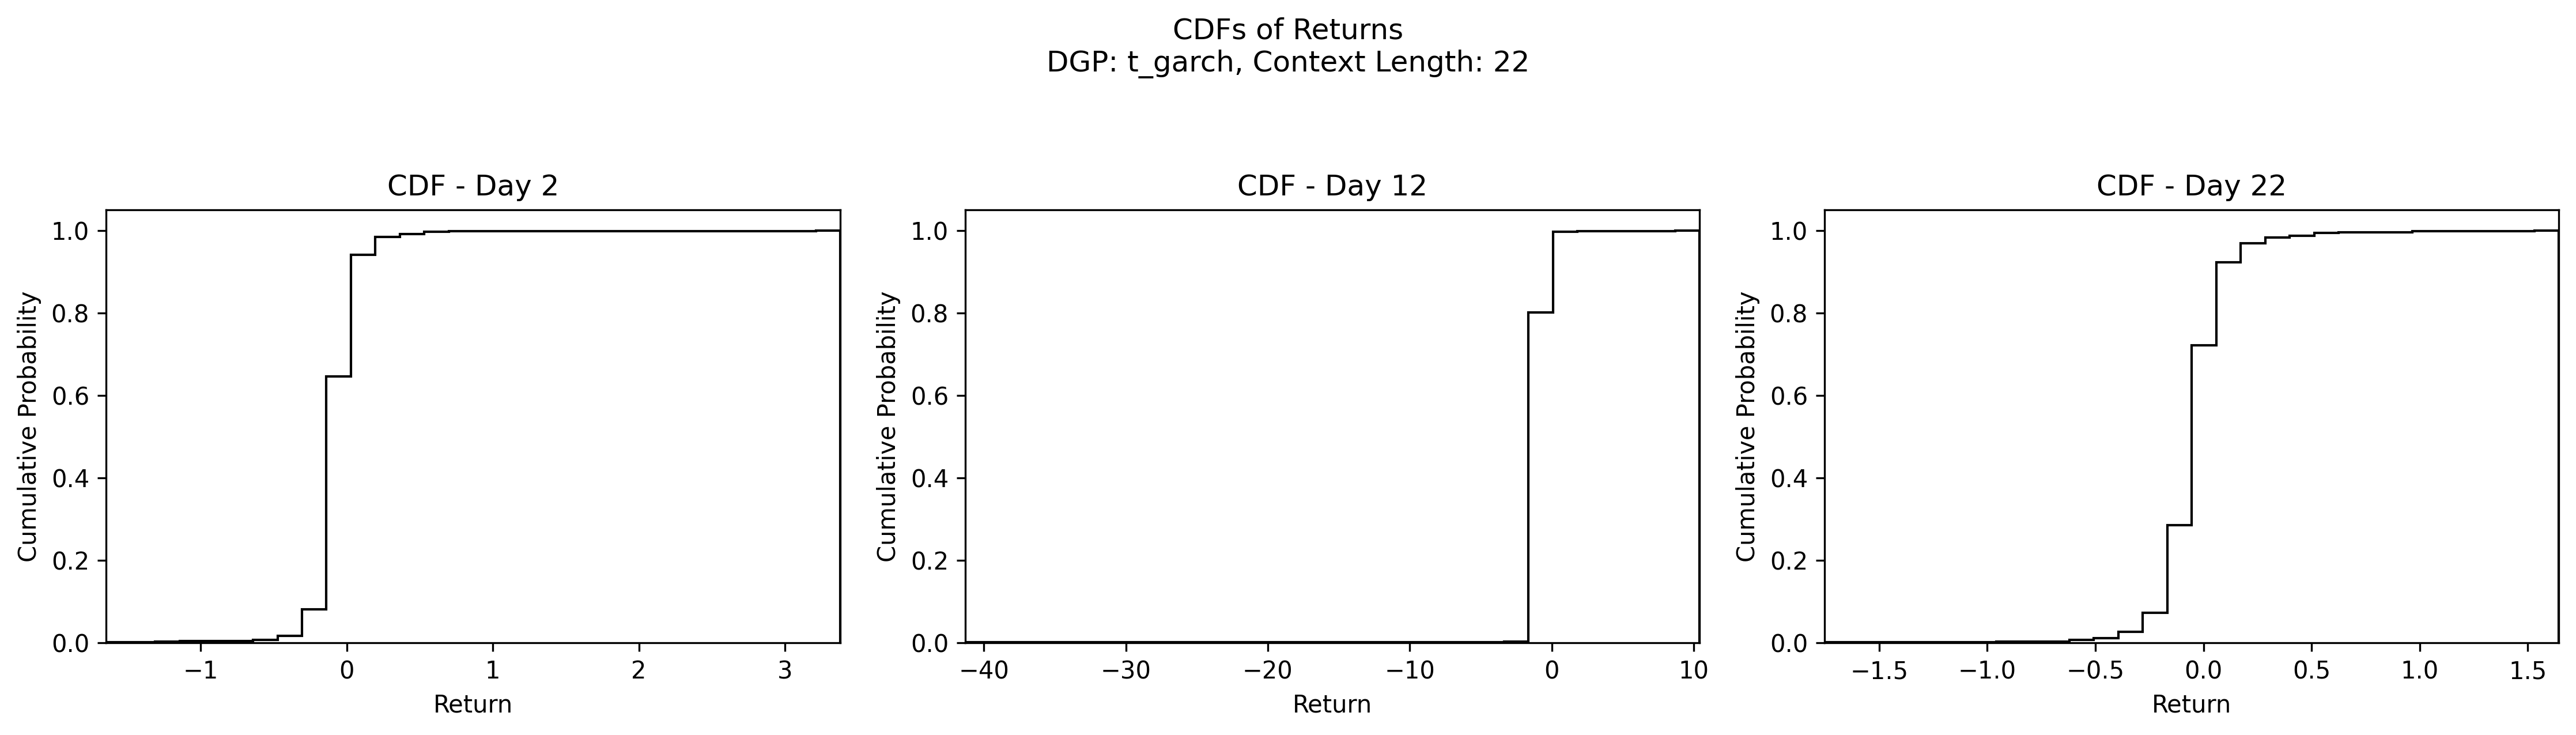 CDFs of Returns
DGP: t_garch, Context Length: 22
CDF - Day 2
1.0
0.8
0.6
0.4
0.2
0.0
Cumulative Probability
−1 0 1 2 3
Return
CDF - Day 12
1.0
0.8
0.6
0.4
0.2
0.0
Cumulative Probability
−40 −30 −20 −10 0 10
Return
CDF - Day 22
1.0
0.8
0.6
0.4
0.2
0.0
Cumulative Probability
−1.5 −1.0 −0.5 0.0 0.5 1.0 1.5
Return